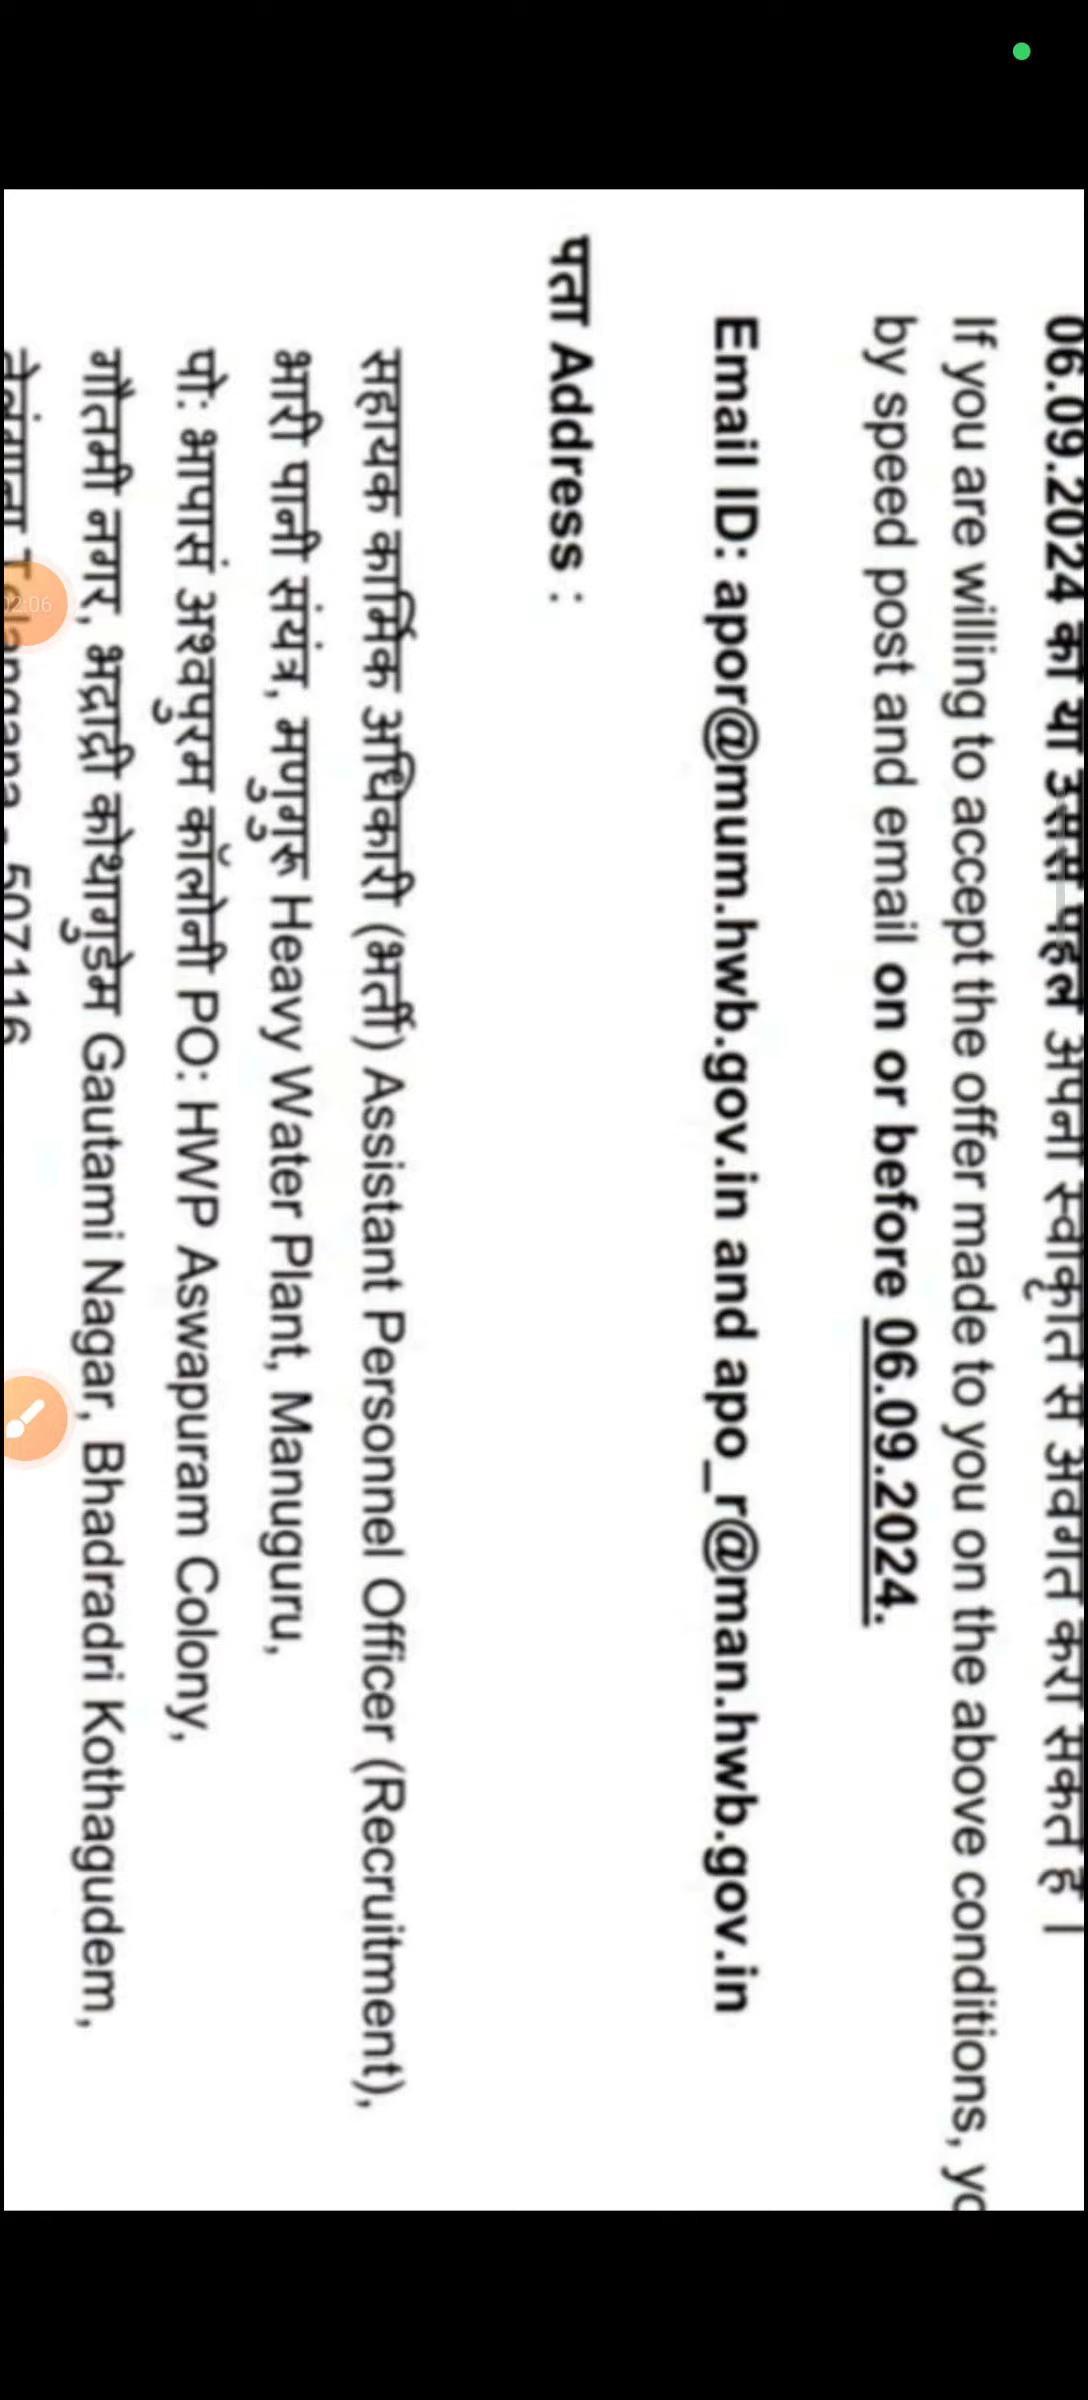 06.09.2024 को या उससे पहले अपनी स्वीकृति से अवगत करा सकते हैं ।
If you are willing to accept the offer made to you on the above conditions,
by speed post and email on or before 06.09.2024.
Email ID: apor@mum.hwb.gov.in and apo_r@man.hwb.gov.in
पता Address :
सहायक कार्मिक अधिकारी (भर्ती) Assistant Personnel Officer (Recruitment),
भारी पानी संयंत्र, मणुगुरू Heavy Water Plant, Manuguru,
पो: भापासं अश्वपुरम कॉलोनी PO: HWP Aswapuram Colony,
गौतमी नगर, भद्राद्री कोथागुडेम Gautami Nagar, Bhadradri Kothagudem,
तेलंगाना Telangana - 507116
02:06